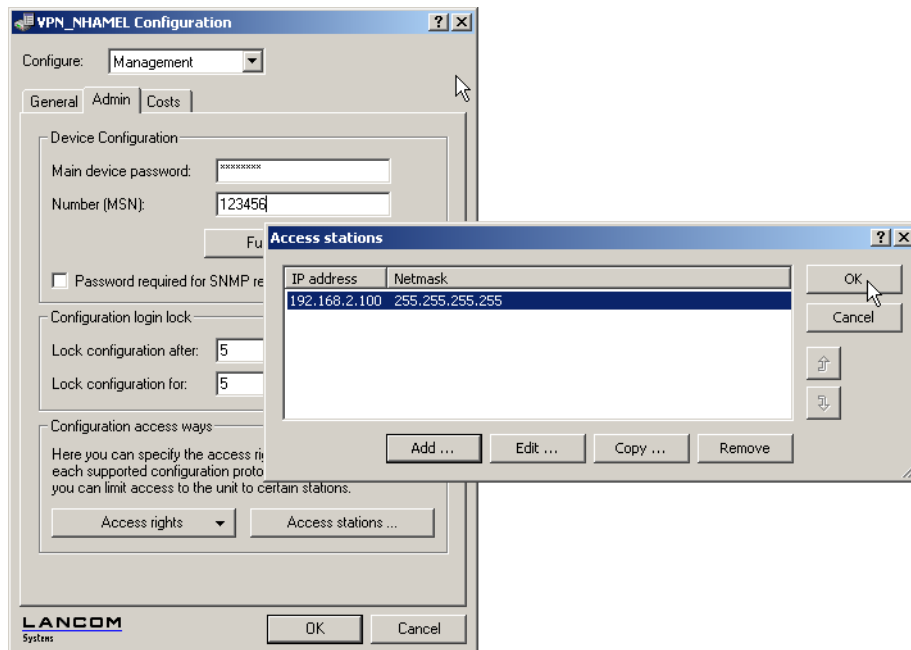 VPN_NHAMEL Configuration
Configure: Management
General Admin Costs
Device Configuration
Main device password: ********
Number (MSN): 123456
Fu
Password required for SNMP re
Configuration login lock
Lock configuration after: 5
Lock configuration for: 5
Configuration access ways
Here you can specify the access ri
each supported configuration proto
you can limit access to the unit to certain stations.
Access rights Access stations ...
LANCOM
Systems
OK Cancel
Access stations
IP address Netmask
192.168.2.100 255.255.255.255
OK
Cancel
Add ... Edit ... Copy ... Remove